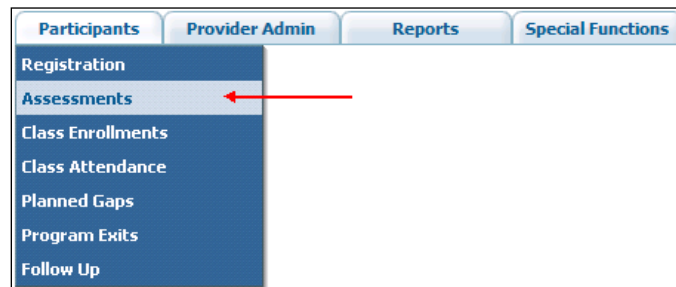 Participants Provider Admin Reports Special Functions
Registration
Assessments
Class Enrollments
Class Attendance
Planned Gaps
Program Exits
Follow Up